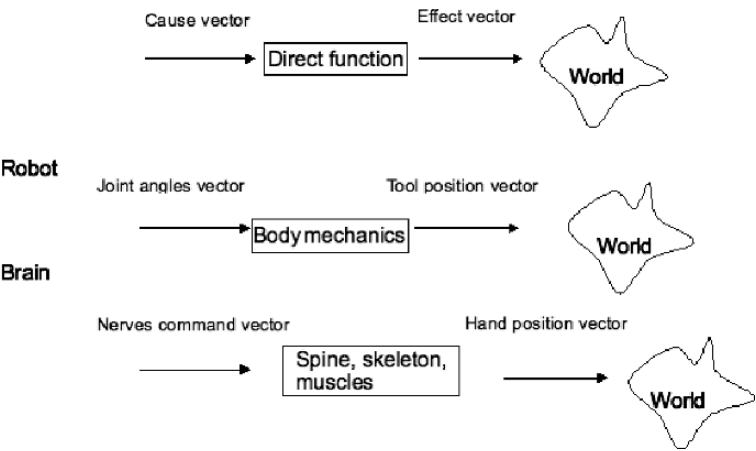 Cause vector
Effect vector
Direct function
World
Robot
Joint angles vector
Tool position vector
Body mechanics
World
Brain
Nerves command vector
Hand position vector
Spine, skeleton,
muscles
World